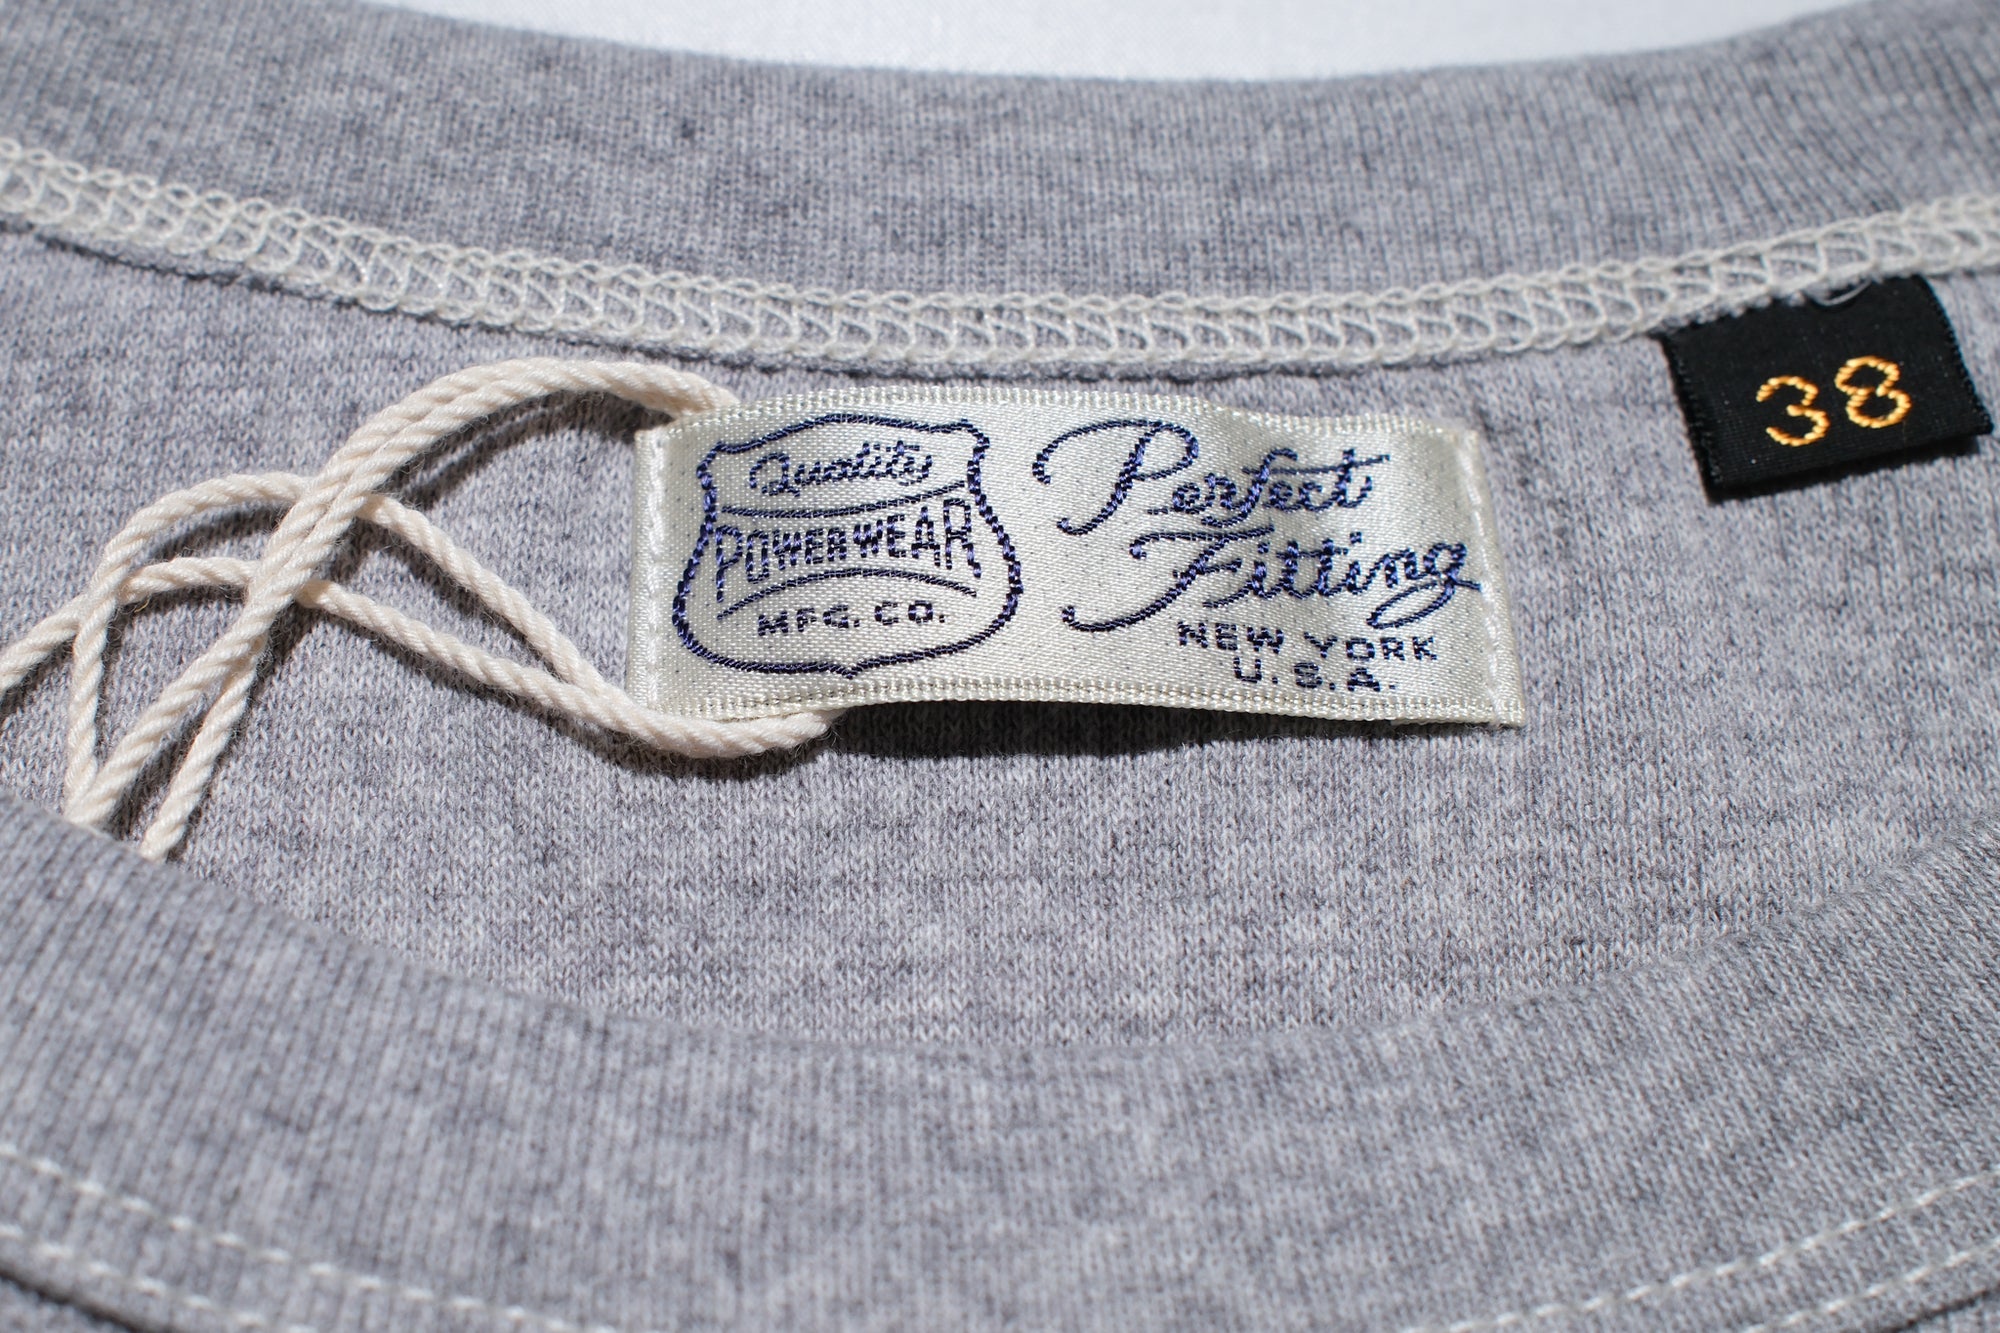 Quality
POWER WEAR
MFG. CO.
Perfect
Fitting
NEW YORK
U.S.A.
38